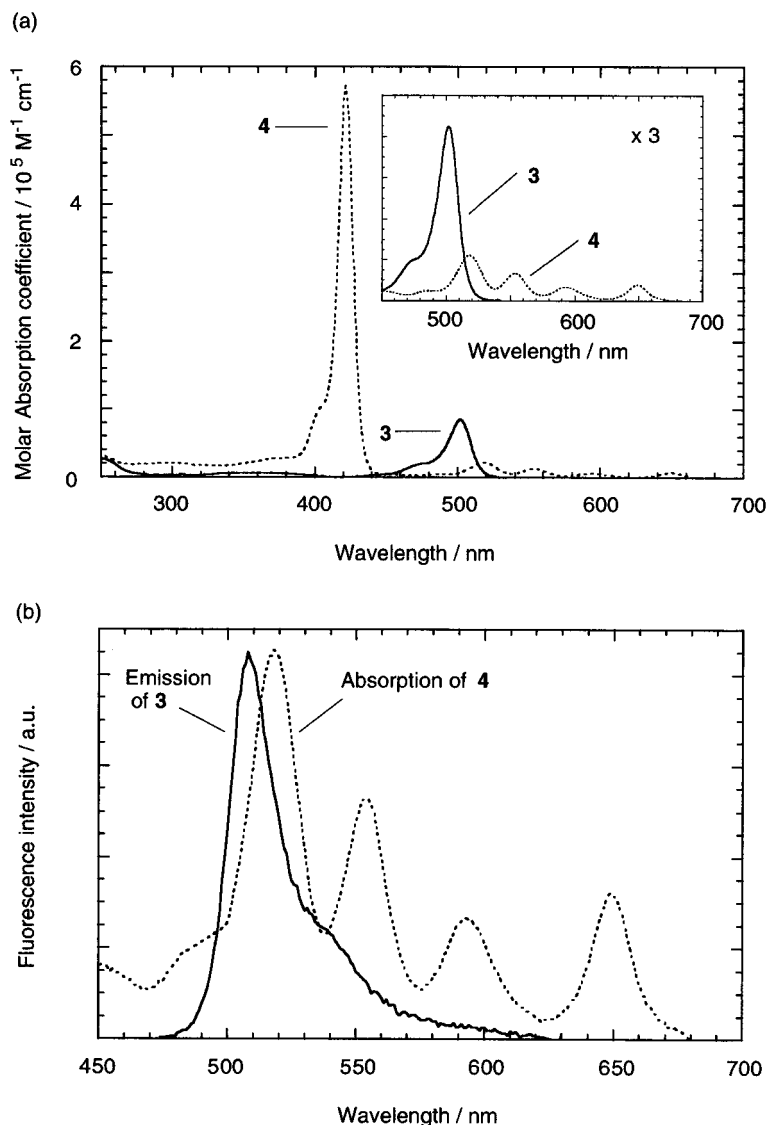 (a)
Molar Absorption coefficient / 10⁵ M⁻¹ cm⁻¹
6
4
2
0
4
3
x 3
3
4
500
600
700
Wavelength / nm
300
400
500
600
700
Wavelength / nm
(b)
Fluorescence intensity / a.u.
Emission
of 3
Absorption of 4
450
500
550
600
650
700
Wavelength / nm